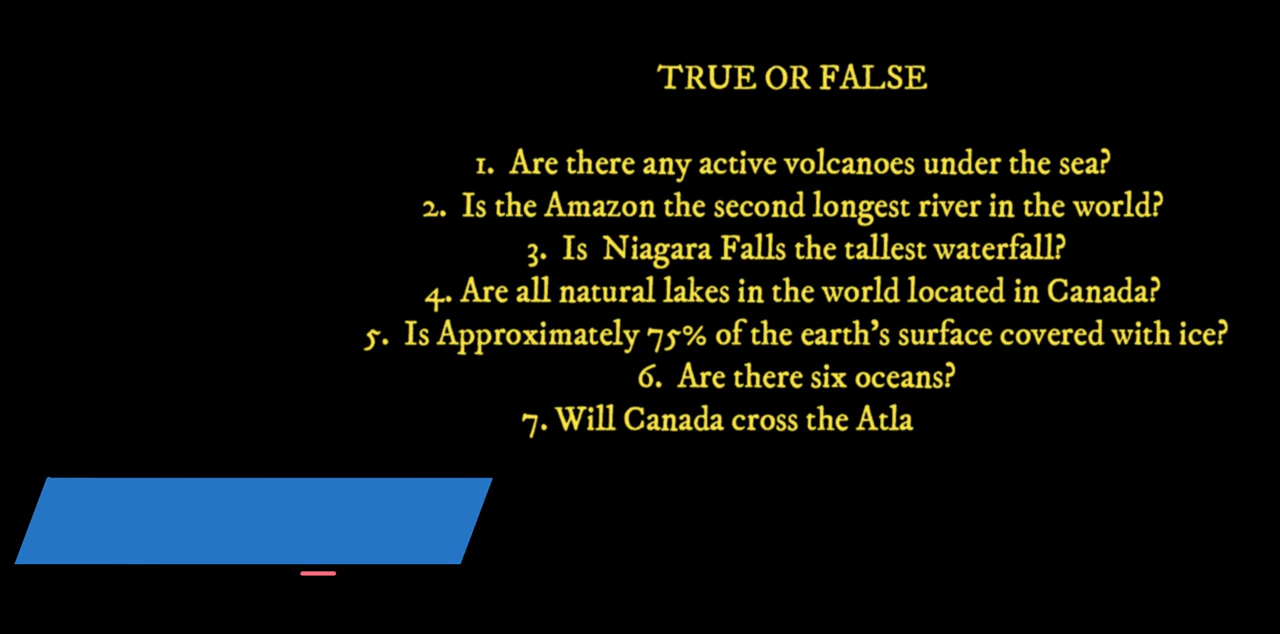 TRUE OR FALSE
1. Are there any active volcanoes under the sea?
2. Is the Amazon the second longest river in the world?
3. Is Niagara Falls the tallest waterfall?
4. Are all natural lakes in the world located in Canada?
5. Is Approximately 75% of the earth's surface covered with ice?
6. Are there six oceans?
7. Will Canada cross the Atla